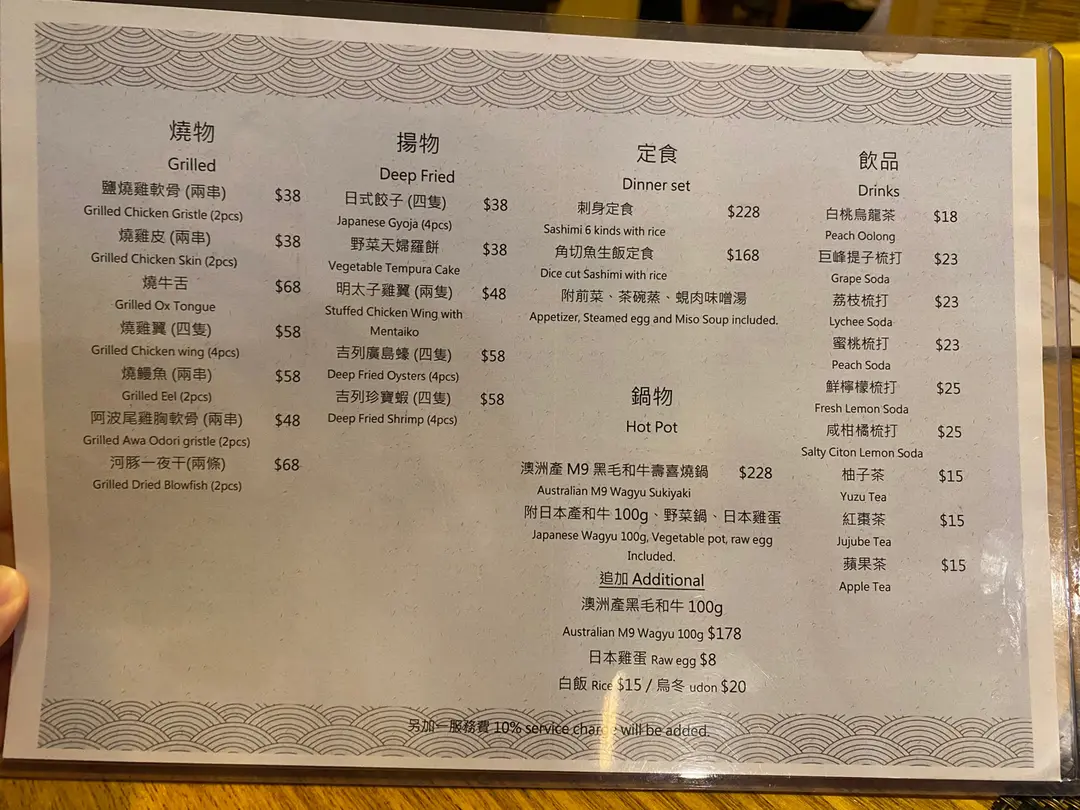 燒物
Grilled
鹽燒雞軟骨 (兩串) $38
Grilled Chicken Gristle (2pcs)
燒雞皮 (兩串) $38
Grilled Chicken Skin (2pcs)
燒牛舌 $68
Grilled Ox Tongue
燒雞翼 (四隻) $58
Grilled Chicken wing (4pcs)
燒鰻魚 (兩串) $58
Grilled Eel (2pcs)
阿波尾雞胸軟骨 (兩串) $48
Grilled Awa Odori gristle (2pcs)
河豚一夜干(兩條) $68
Grilled Dried Blowfish (2pcs)
揚物
Deep Fried
日式餃子 (四隻) $38
Japanese Gyoja (4pcs)
野菜天婦羅餅 $38
Vegetable Tempura Cake
明太子雞翼 (兩隻) $48
Stuffed Chicken Wing with
Mentaiko
吉列廣島蠔 (四隻) $58
Deep Fried Oysters (4pcs)
吉列珍寶蝦 (四隻) $58
Deep Fried Shrimp (4pcs)
定食
Dinner set
刺身定食 $228
Sashimi 6 kinds with rice
角切魚生飯定食 $168
Dice cut Sashimi with rice
附前菜、茶碗蒸、蜆肉味噌湯
Appetizer, Steamed egg and Miso Soup included.
鍋物
Hot Pot
澳洲產 M9 黑毛和牛壽喜燒鍋 $228
Australian M9 Wagyu Sukiyaki
附日本產和牛 100g、野菜鍋、日本雞蛋
Japanese Wagyu 100g, Vegetable pot, raw egg
Included.
追加 Additional
澳洲產黑毛和牛 100g
Australian M9 Wagyu 100g $178
日本雞蛋 Raw egg $8
白飯 Rice $15 / 烏冬 udon $20
飲品
Drinks
白桃烏龍茶 $18
Peach Oolong
巨峰提子梳打 $23
Grape Soda
荔枝梳打 $23
Lychee Soda
蜜桃梳打 $23
Peach Soda
鮮檸檬梳打 $25
Fresh Lemon Soda
咸柑橘梳打 $25
Salty Citon Lemon Soda
柚子茶 $15
Yuzu Tea
紅棗茶 $15
Jujube Tea
蘋果茶 $15
Apple Tea
另加一服務費 10% service charge will be added.